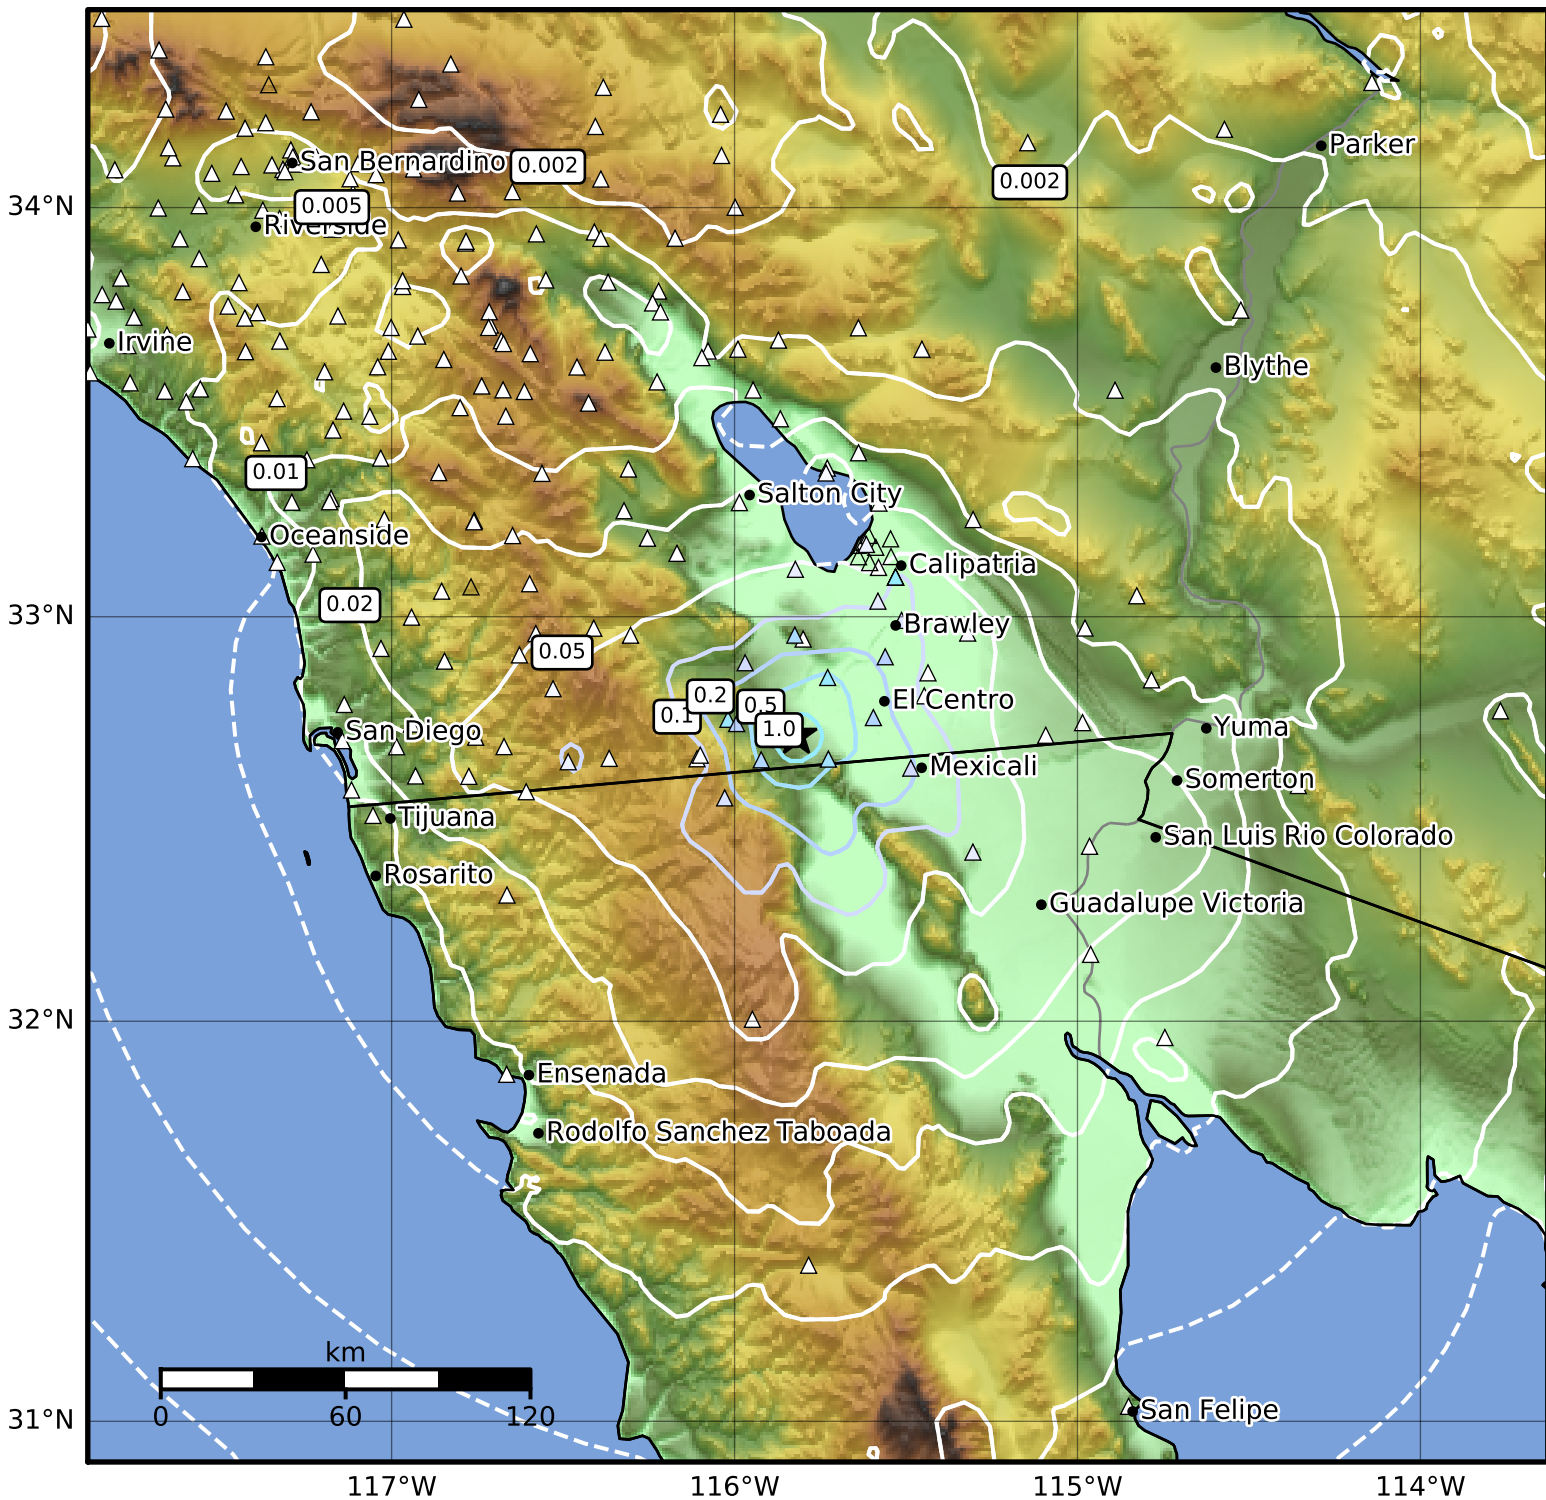 Parker
San Bernardino
0.002
0.002
34°N
0.005
Riverside
Irvine
Blythe
0.01
Salton City
Oceanside
Calipatria
33°N
0.02
Brawley
0.05
0.2
El Centro
0.5
0.1
1.0
San Diego
Yuma
Mexicali
Somerton
Tijuana
San Luis Rio Colorado
Rosarito
Guadalupe Victoria
32°N
Ensenada
Rodolfo Sanchez Taboada
km
0 60 120
San Felipe
31°N
117°W 116°W 115°W 114°W